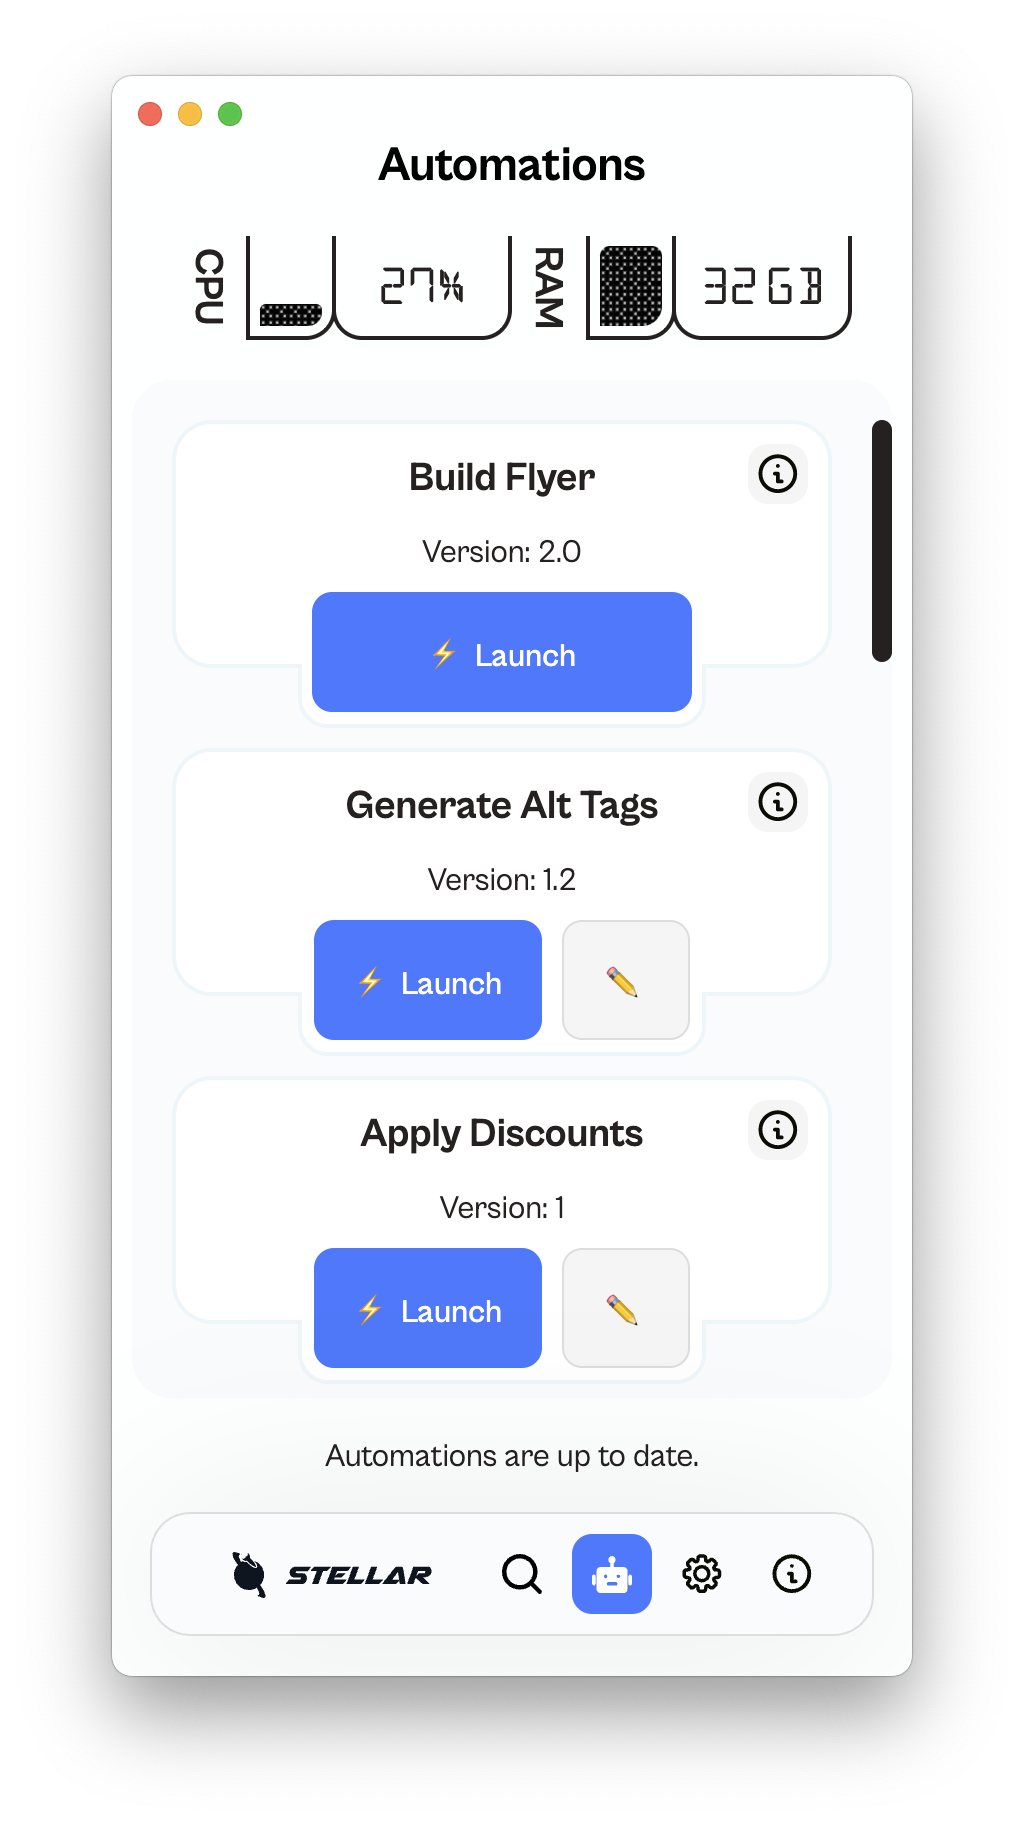 Automations
CPU
27%
RAM
32GB
Build Flyer
Version: 2.0
⚡ Launch
Generate Alt Tags
Version: 1.2
⚡ Launch
Apply Discounts
Version: 1
⚡ Launch
Automations are up to date.
STELLAR